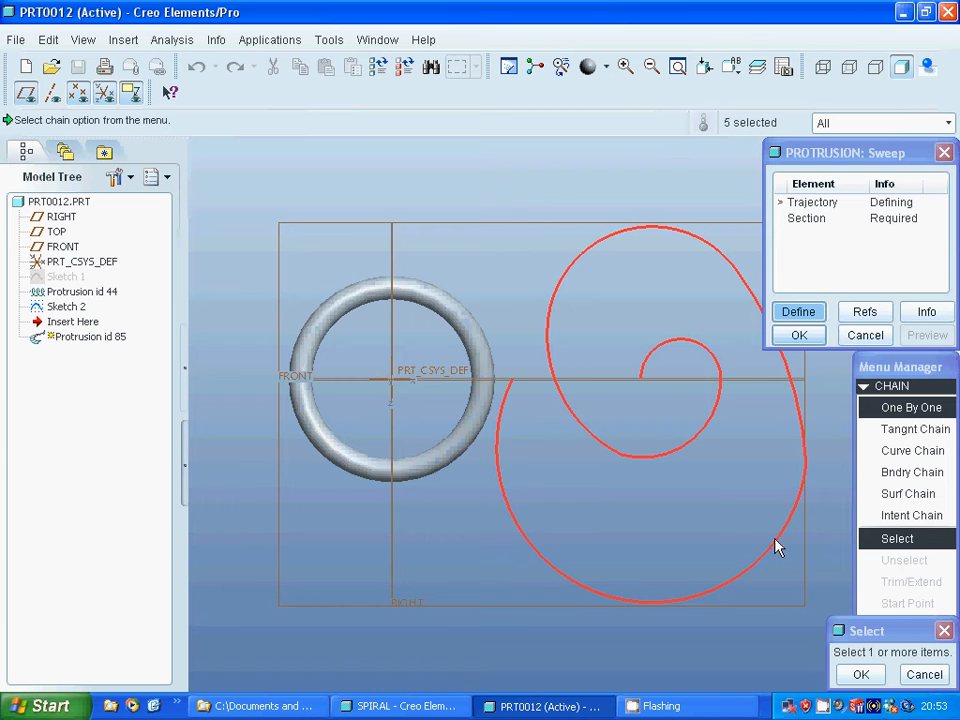 PRT0012 (Active) - Creo Elements/Pro
File Edit View Insert Analysis Info Applications Tools Window Help
Select chain option from the menu.
5 selected
All
Model Tree
PRT0012.PRT
RIGHT
TOP
FRONT
PRT_CSYS_DEF
Sketch 1
Protrusion id 44
Sketch 2
Insert Here
Protrusion id 85
FRONT
PRT_CSYS_DEF
RIGHT
PROTRUSION: Sweep
Element Info
> Trajectory Defining
Section Required
Define Refs Info
OK Cancel Preview
Menu Manager
CHAIN
One By One
Tangnt Chain
Curve Chain
Bndry Chain
Surf Chain
Intent Chain
Select
Unselect
Trim/Extend
Start Point
Select
Select 1 or more items.
OK Cancel
Start
C:\Documents and ...
SPIRAL - Creo Elem...
PRT0012 (Active) - ...
Flashing
20:53